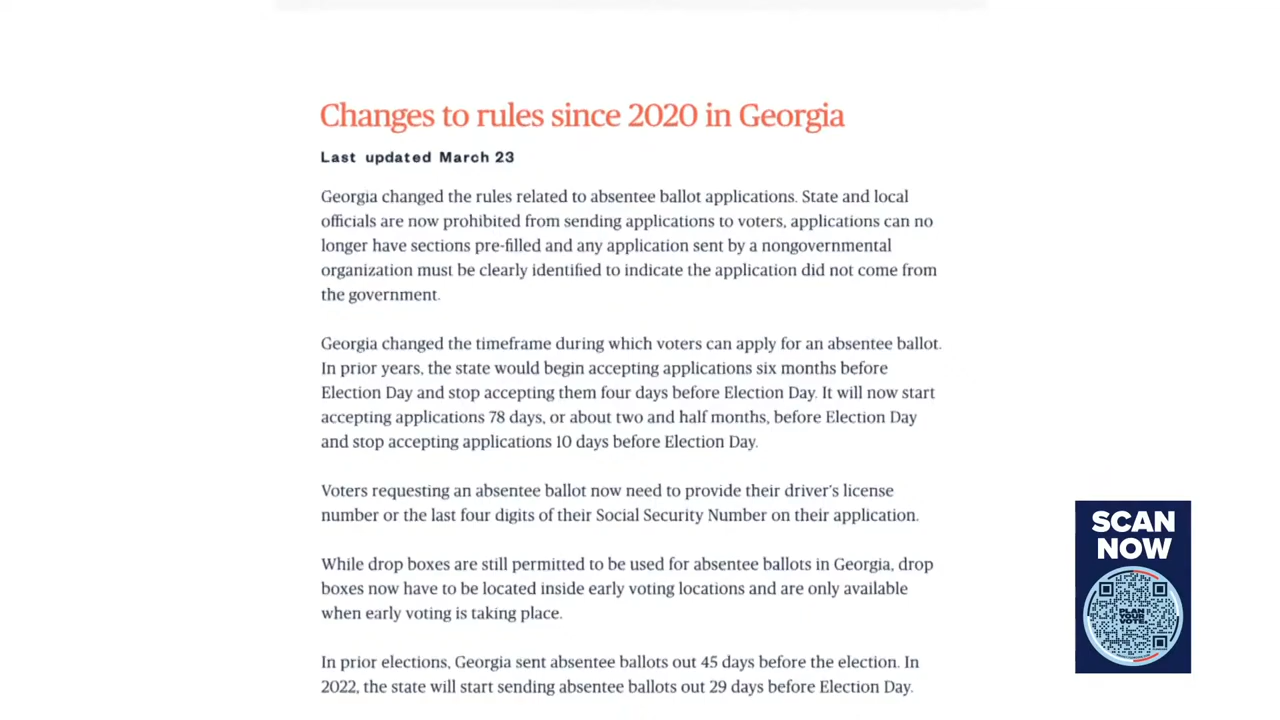 Changes to rules since 2020 in Georgia
Last updated March 23
Georgia changed the rules related to absentee ballot applications. State and local
officials are now prohibited from sending applications to voters, applications can no
longer have sections pre-filled and any application sent by a nongovernmental
organization must be clearly identified to indicate the application did not come from
the government.
Georgia changed the timeframe during which voters can apply for an absentee ballot.
In prior years, the state would begin accepting applications six months before
Election Day and stop accepting them four days before Election Day. It will now start
accepting applications 78 days, or about two and half months, before Election Day
and stop accepting applications 10 days before Election Day.
Voters requesting an absentee ballot now need to provide their driver's license
number or the last four digits of their Social Security Number on their application.
While drop boxes are still permitted to be used for absentee ballots in Georgia, drop
boxes now have to be located inside early voting locations and are only available
when early voting is taking place.
In prior elections, Georgia sent absentee ballots out 45 days before the election. In
2022, the state will start sending absentee ballots out 29 days before Election Day.
SCAN
NOW
PLAN
YOUR
VOTE.